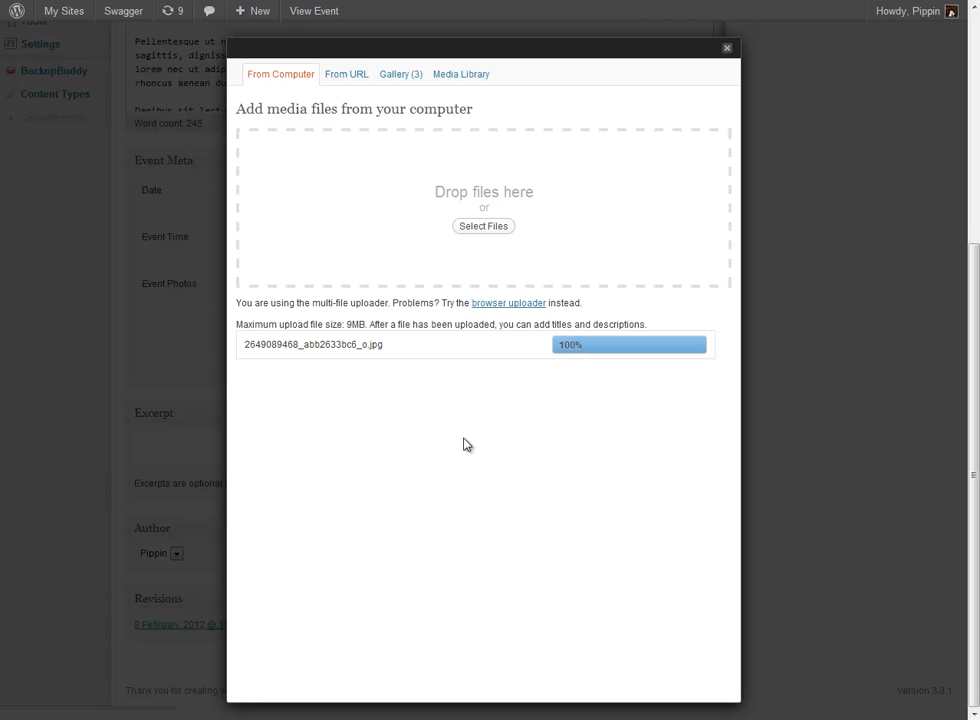 My Sites Swagger 9 + New View Event Howdy, Pippin
Tools
Settings
BackupBuddy
Content Types
Pellentesque ut n
sagittis, digniss
lorem nec ut adip
rhoncus aenean du
Dapibus sit lectu
Word count: 245
Event Meta
Date
Event Time
Event Photos
Excerpt
Excerpts are optional
Author
Pippin
Revisions
8 February, 2012 @ 1
Thank you for creating w
version 3.3.1
From Computer From URL Gallery (3) Media Library
Add media files from your computer
Drop files here
or
Select Files
You are using the multi-file uploader. Problems? Try the browser uploader instead.
Maximum upload file size: 9MB. After a file has been uploaded, you can add titles and descriptions.
2649089468_abb2633bc6_o.jpg 100%